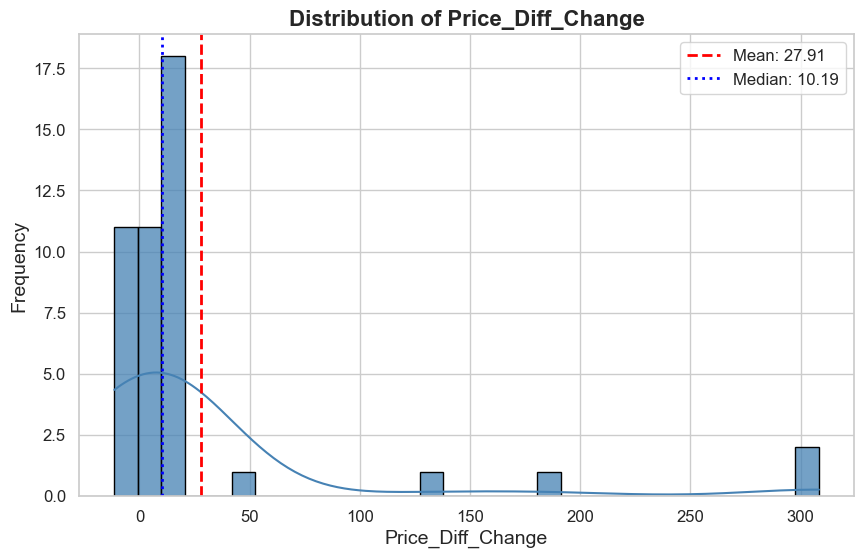 Distribution of Price_Diff_Change
Mean: 27.91
Median: 10.19
Frequency
17.5
15.0
12.5
10.0
7.5
5.0
2.5
0.0
0 50 100 150 200 250 300
Price_Diff_Change